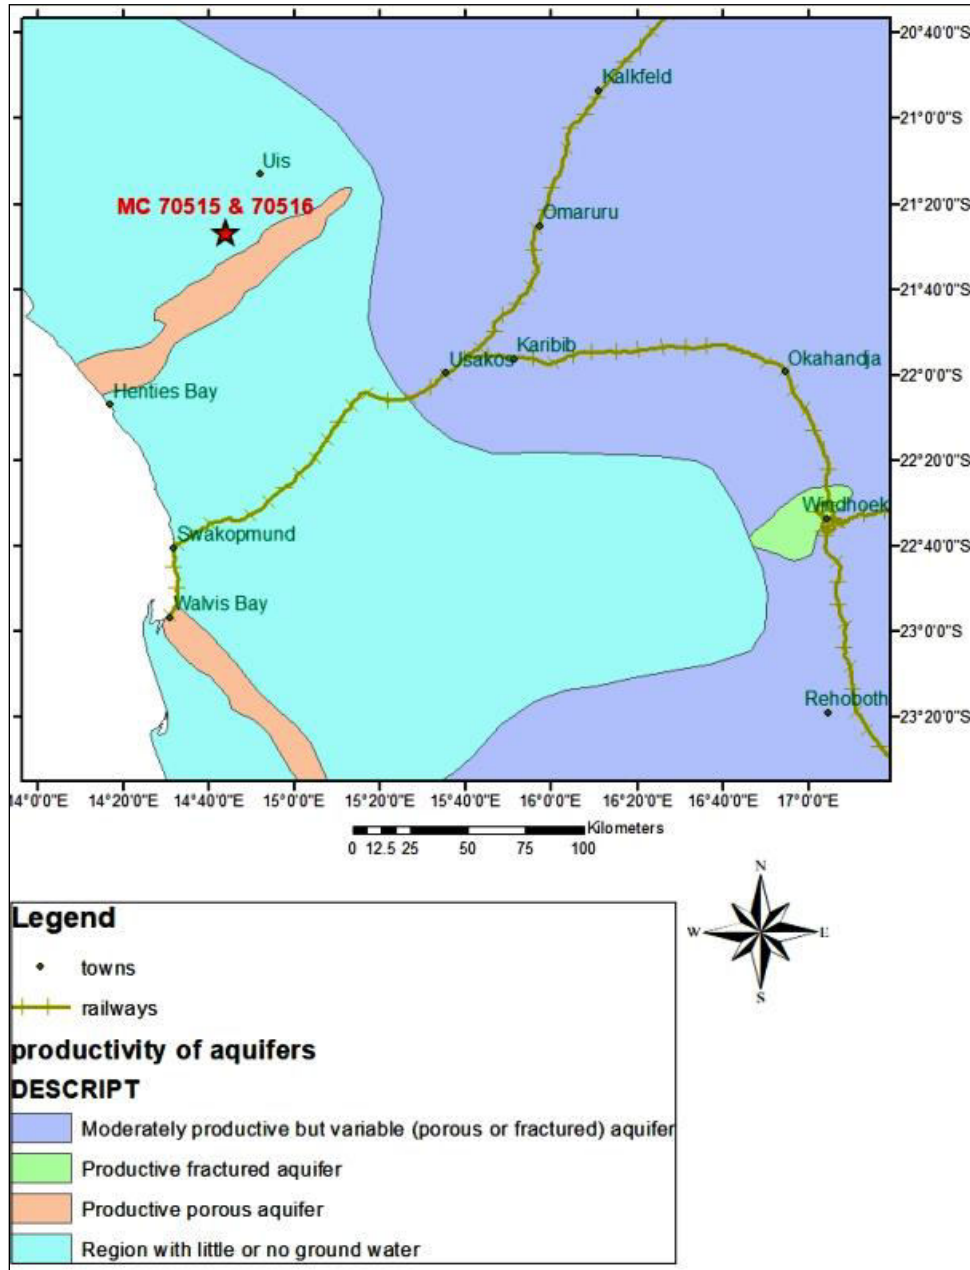 20°40'0"S
Kalkfeld
21°0'0"S
Uis
MC 70515 & 70516
21°20'0"S
Omaruru
21°40'0"S
Usakos
Karibib
Okahandja
22°0'0"S
Henties Bay
22°20'0"S
Windhoek
Swakopmund
22°40'0"S
Walvis Bay
23°0'0"S
Rehoboth
23°20'0"S
14°0'0"E 14°20'0"E 14°40'0"E 15°0'0"E 15°20'0"E 15°40'0"E 16°0'0"E 16°20'0"E 16°40'0"E 17°0'0"E
Kilometers
0 12.5 25 50 75 100
N
W E
S
Legend
towns
railways
productivity of aquifers
DESCRIPT
Moderately productive but variable (porous or fractured) aquifer
Productive fractured aquifer
Productive porous aquifer
Region with little or no ground water